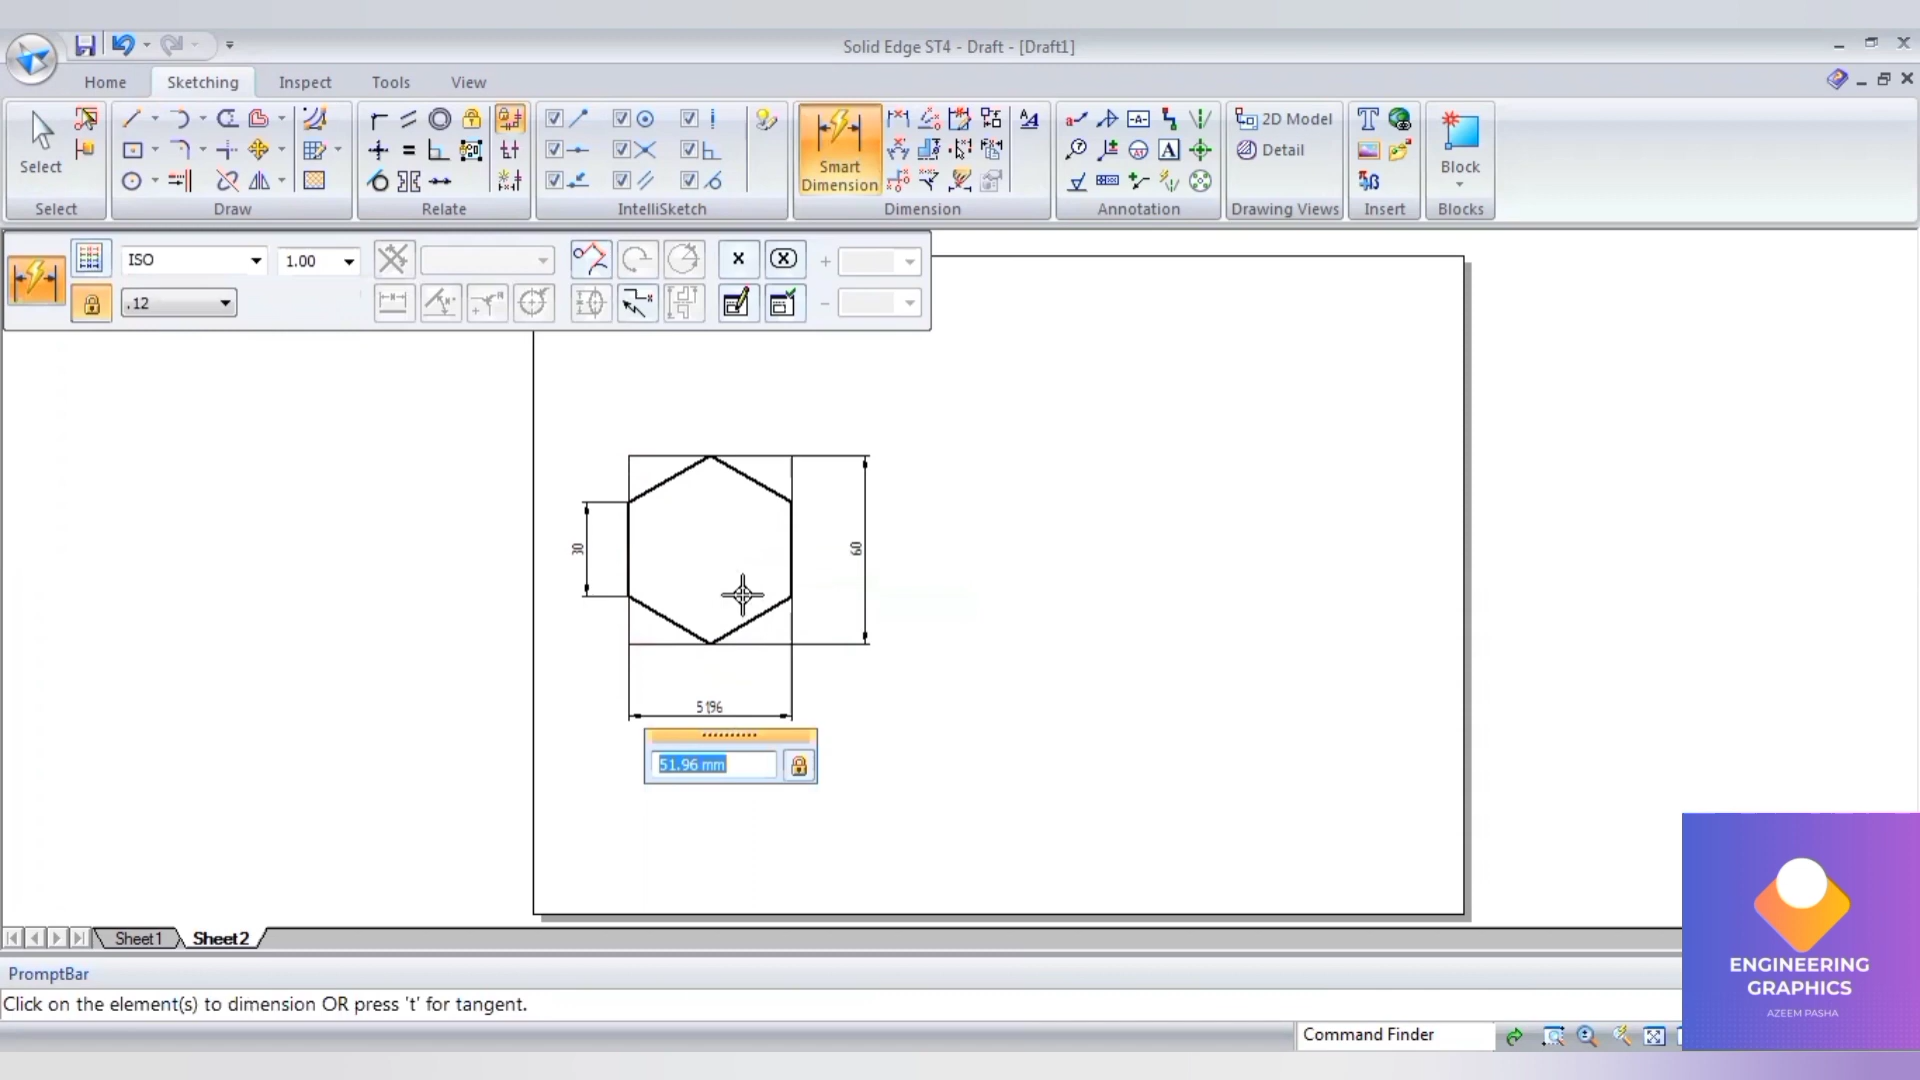 Solid Edge ST4 - Draft - [Draft1]
Home Sketching Inspect Tools View
Select
Smart
Dimension
2D Model
Detail
Block
Select Draw Relate IntelliSketch Dimension Annotation Drawing Views Insert Blocks
ISO 1.00
.12
30
60
51,96
51.96 mm
Sheet1 Sheet2
PromptBar
Click on the element(s) to dimension OR press 't' for tangent.
Command Finder
ENGINEERING
GRAPHICS
AZEEM PASHA